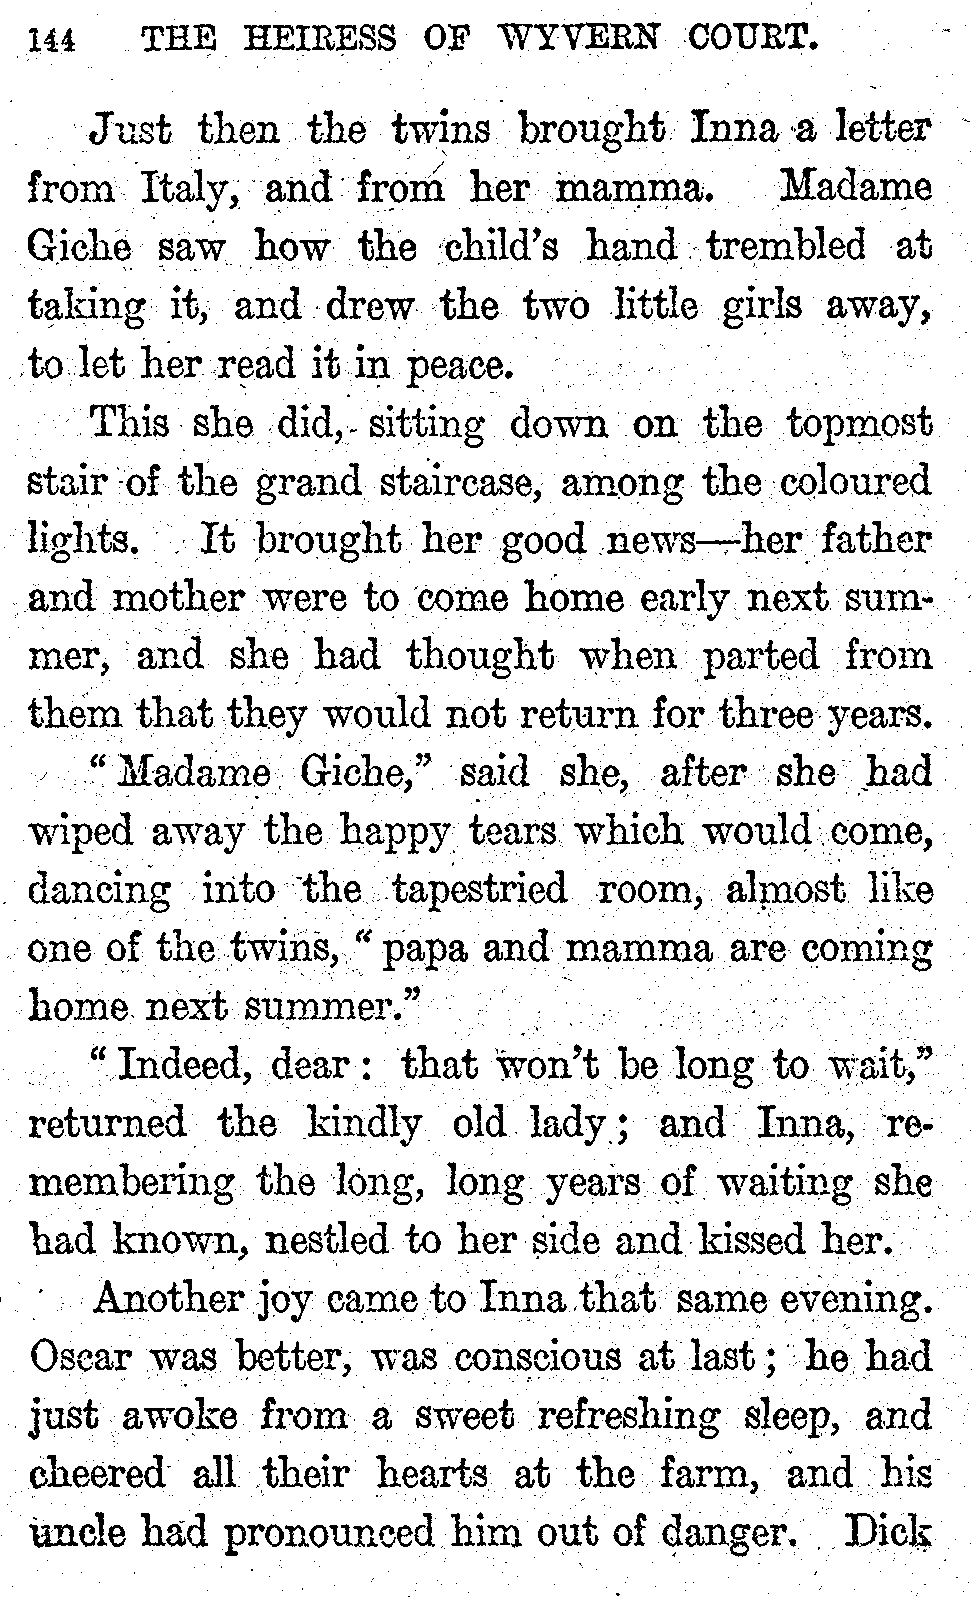 144 THE HEIRESS OF WYVERN COURT.
Just then the twins brought Inna a letter
from Italy, and from her mamma. Madame
Giche saw how the child's hand trembled at
taking it, and drew the two little girls away,
to let her read it in peace.
This she did, sitting down on the topmost
stair of the grand staircase, among the coloured
lights. It brought her good news—her father
and mother were to come home early next sum-
mer, and she had thought when parted from
them that they would not return for three years.
"Madame Giche," said she, after she had
wiped away the happy tears which would come,
dancing into the tapestried room, almost like
one of the twins, "papa and mamma are coming
home next summer."
"Indeed, dear: that won't be long to wait,"
returned the kindly old lady; and Inna, re-
membering the long, long years of waiting she
had known, nestled to her side and kissed her.
Another joy came to Inna that same evening.
Oscar was better, was conscious at last; he had
just awoke from a sweet refreshing sleep, and
cheered all their hearts at the farm, and his
uncle had pronounced him out of danger. Dick